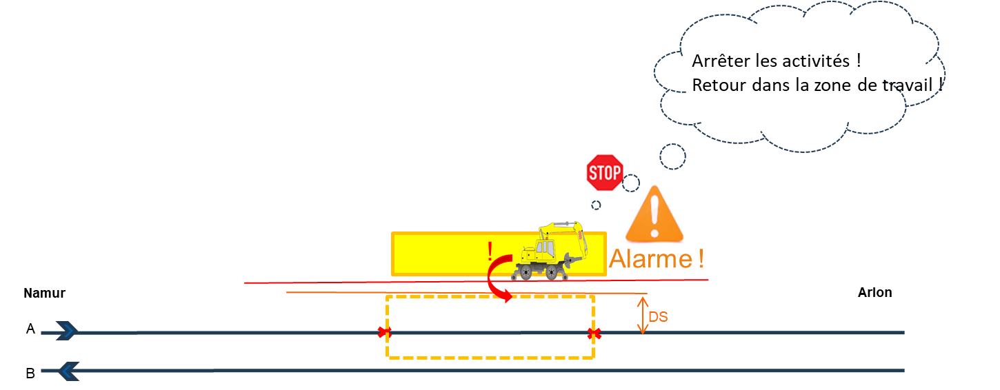 Arrêter les activités !
Retour dans la zone de travail !
STOP
!
Alarme !
Namur
Arlon
DS
A
B